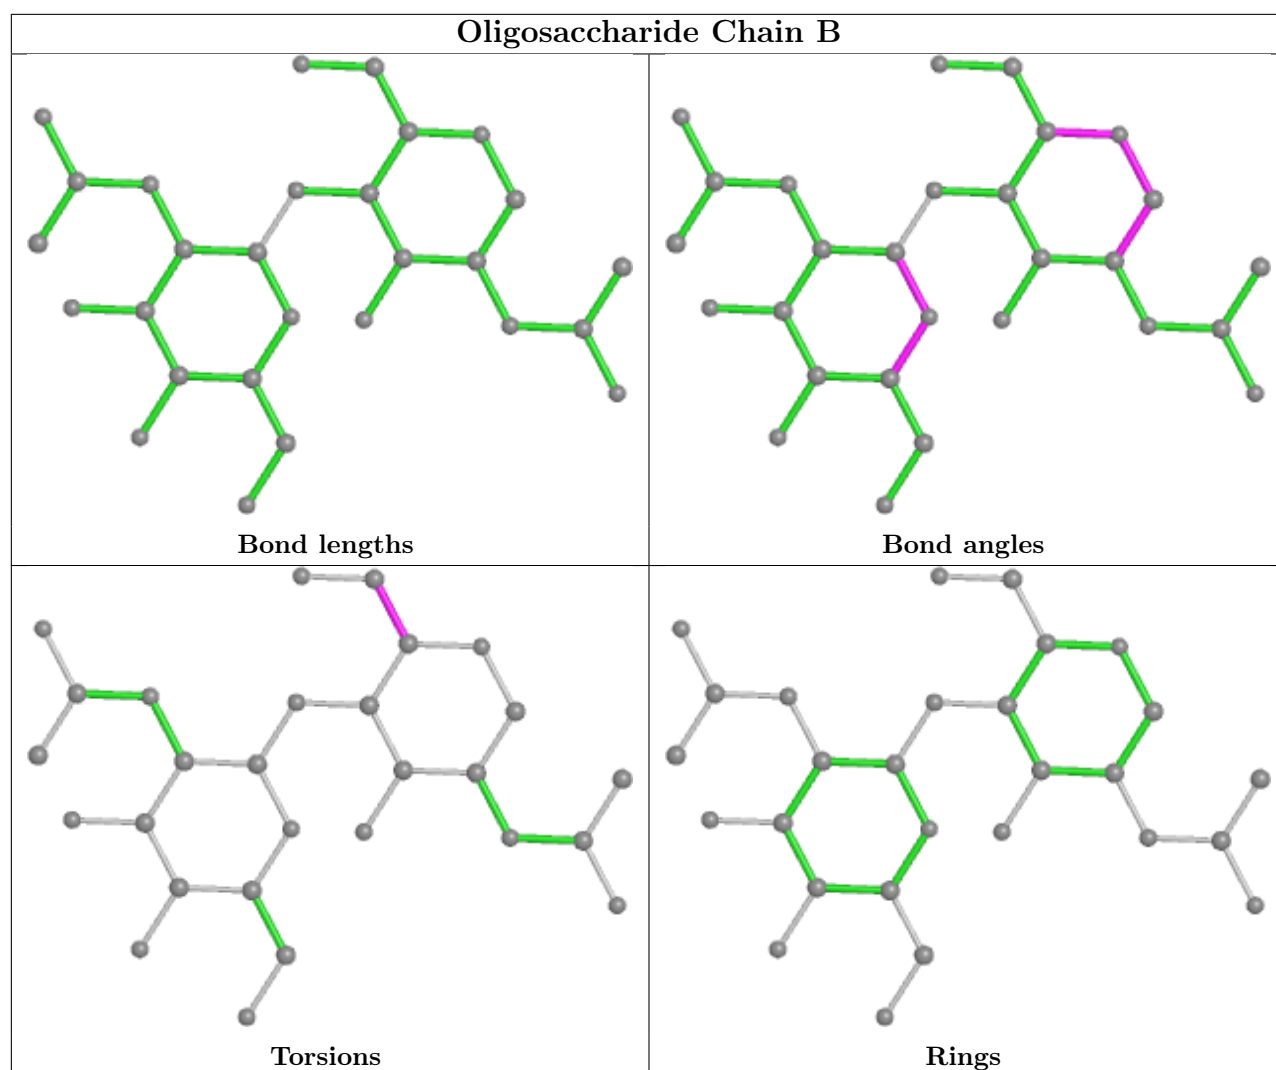 Oligosaccharide Chain B
Bond lengths
Bond angles
Torsions
Rings